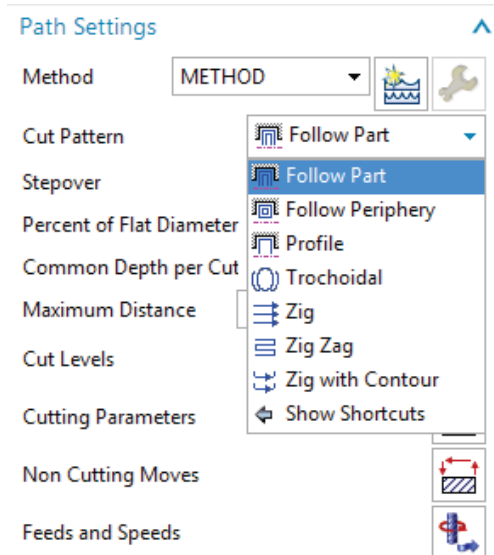 Path Settings
Method METHOD
Cut Pattern Follow Part
Follow Part
Stepover
Follow Periphery
Percent of Flat Diameter
Profile
Common Depth per Cut
Trochoidal
Maximum Distance
Zig
Zig Zag
Cut Levels
Zig with Contour
Cutting Parameters
Show Shortcuts
Non Cutting Moves
Feeds and Speeds